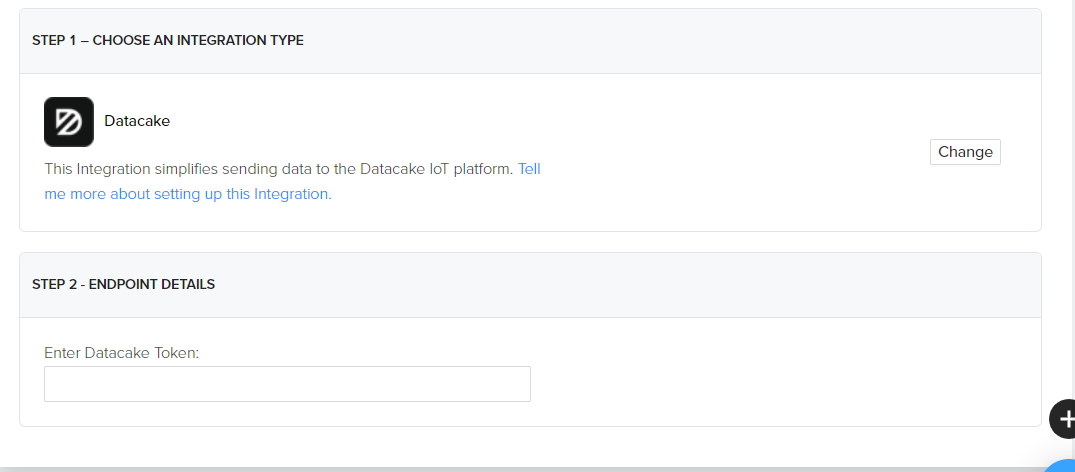 STEP 1 – CHOOSE AN INTEGRATION TYPE
Datacake
This Integration simplifies sending data to the Datacake IoT platform. Tell
me more about setting up this Integration.
Change
STEP 2 - ENDPOINT DETAILS
Enter Datacake Token: